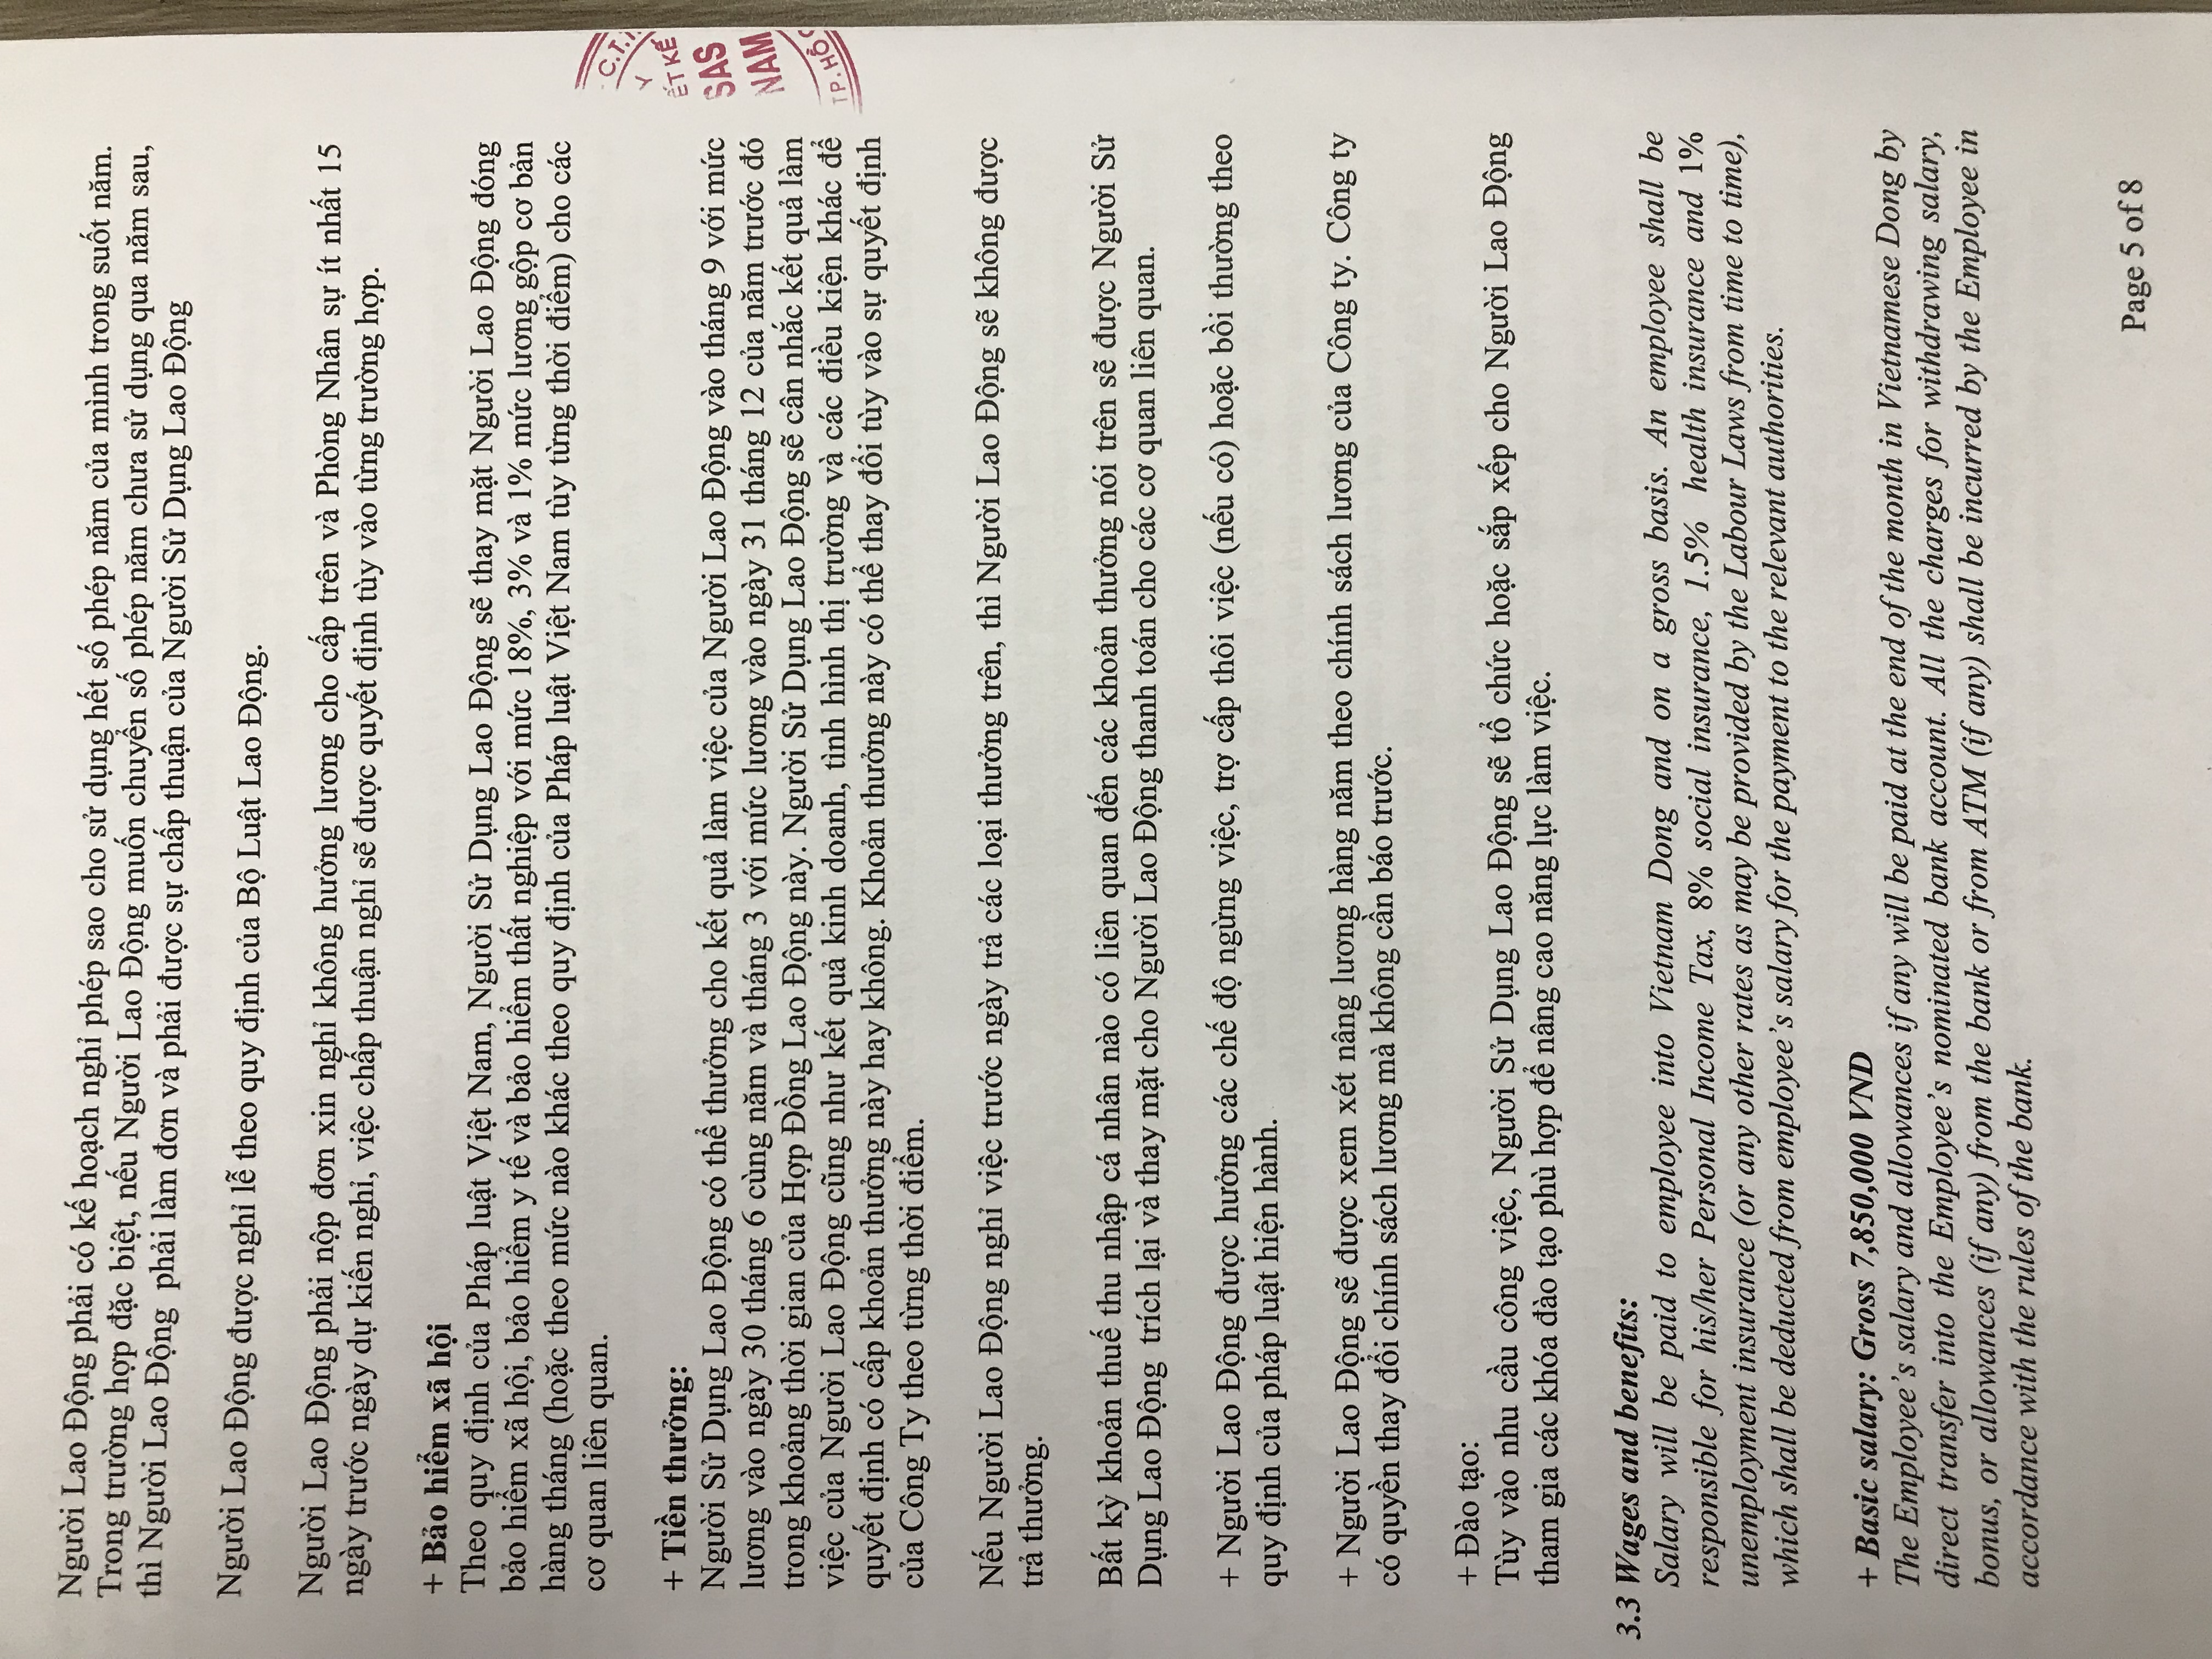 Người Lao Động phải có kế hoạch nghỉ phép sao cho sử dụng hết số phép năm của mình trong suốt năm.
Trong trường hợp đặc biệt, nếu Người Lao Động muốn chuyển số phép năm chưa sử dụng qua năm sau,
thì Người Lao Động phải làm đơn và phải được sự chấp thuận của Người Sử Dụng Lao Động
Người Lao Động được nghỉ lễ theo quy định của Bộ Luật Lao Động.
Người Lao Động phải nộp đơn xin nghỉ không hưởng lương cho cấp trên và Phòng Nhân sự ít nhất 15
ngày trước ngày dự kiến nghỉ, việc chấp thuận nghỉ sẽ được quyết định tùy vào từng trường hợp.
+ Bảo hiểm xã hội
Theo quy định của Pháp luật Việt Nam, Người Sử Dụng Lao Động sẽ thay mặt Người Lao Động đóng
bảo hiểm xã hội, bảo hiểm y tế và bảo hiểm thất nghiệp với mức 18%, 3% và 1% mức lương gộp cơ bản
hàng tháng (hoặc theo mức nào khác theo quy định của Pháp luật Việt Nam tùy từng thời điểm) cho các
cơ quan liên quan.
+ Tiền thưởng:
Người Sử Dụng Lao Động có thể thưởng cho kết quả làm việc của Người Lao Động vào tháng 9 với mức
lương vào ngày 30 tháng 6 cùng năm và tháng 3 với mức lương vào ngày 31 tháng 12 của năm trước đó
trong khoảng thời gian của Hợp Đồng Lao Động này. Người Sử Dụng Lao Động sẽ cân nhắc kết quả làm
việc của Người Lao Động cũng như kết quả kinh doanh, tình hình thị trường và các điều kiện khác để
quyết định có cấp khoản thưởng này hay không. Khoản thưởng này có thể thay đổi tùy vào sự quyết định
của Công Ty theo từng thời điểm.
Nếu Người Lao Động nghỉ việc trước ngày trả các loại thưởng trên, thì Người Lao Động sẽ không được
trả thưởng.
Bất kỳ khoản thuế thu nhập cá nhân nào có liên quan đến các khoản thưởng nói trên sẽ được Người Sử
Dụng Lao Động trích lại và thay mặt cho Người Lao Động thanh toán cho các cơ quan liên quan.
+ Người Lao Động được hưởng các chế độ ngừng việc, trợ cấp thôi việc (nếu có) hoặc bồi thường theo
quy định của pháp luật hiện hành.
+ Người Lao Động sẽ được xem xét nâng lương hàng năm theo chính sách lương của Công ty. Công ty
có quyền thay đổi chính sách lương mà không cần báo trước.
+ Đào tạo:
Tùy vào nhu cầu công việc, Người Sử Dụng Lao Động sẽ tổ chức hoặc sắp xếp cho Người Lao Động
tham gia các khóa đào tạo phù hợp để nâng cao năng lực làm việc.
3.3 Wages and benefits:
Salary will be paid to employee into Vietnam Dong and on a gross basis. An employee shall be
responsible for his/her Personal Income Tax, 8% social insurance, 1.5% health insurance and 1%
unemployment insurance (or any other rates as may be provided by the Labour Laws from time to time),
which shall be deducted from employee's salary for the payment to the relevant authorities.
+ Basic salary: Gross 7,850,000 VND
The Employee's salary and allowances if any will be paid at the end of the month in Vietnamese Dong by
direct transfer into the Employee's nominated bank account. All the charges for withdrawing salary,
bonus, or allowances (if any) from the bank or from ATM (if any) shall be incurred by the Employee in
accordance with the rules of the bank.
Page 5 of 8
C.T.
Y
ẾT KẾ
SAS
NAM
TP. HỒ